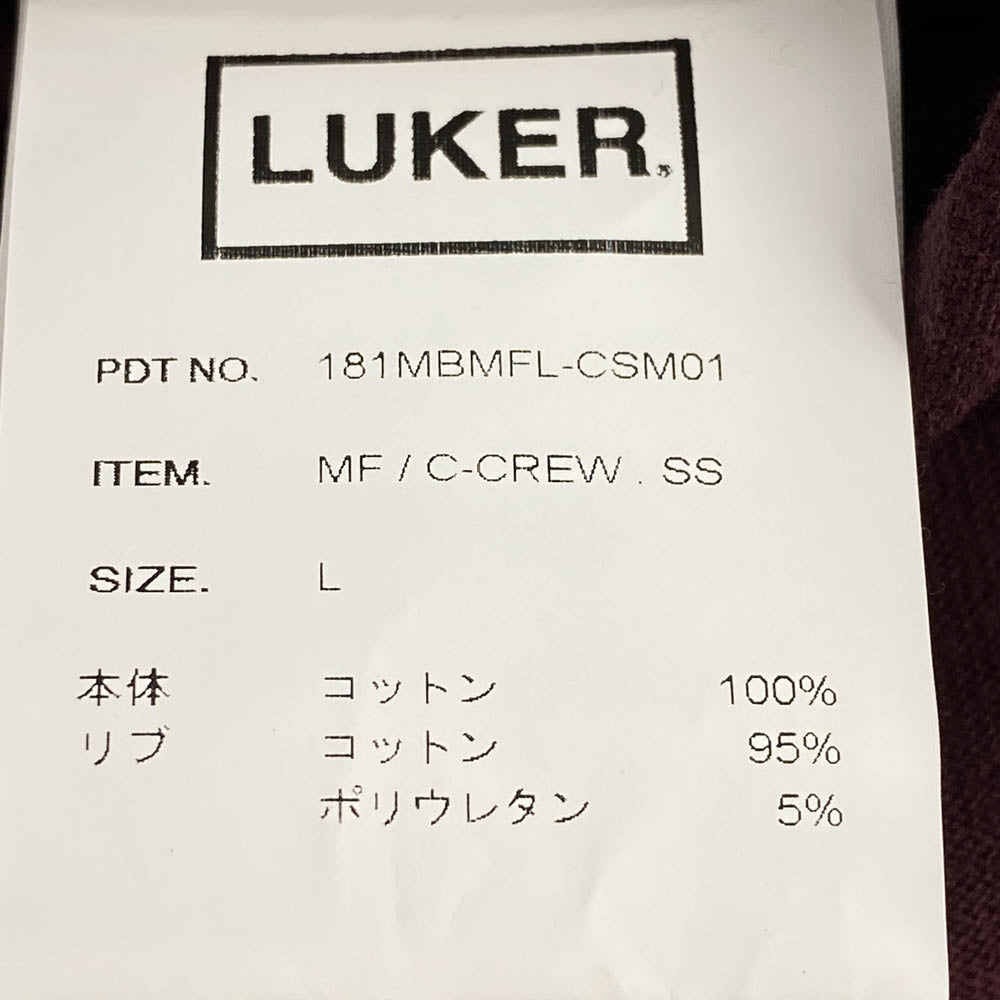 LUKER®
PDT NO. 181MBMFL-CSM01
ITEM. MF / C-CREW . SS
SIZE. L
本体 コットン 100%
リブ コットン 95%
ポリウレタン 5%